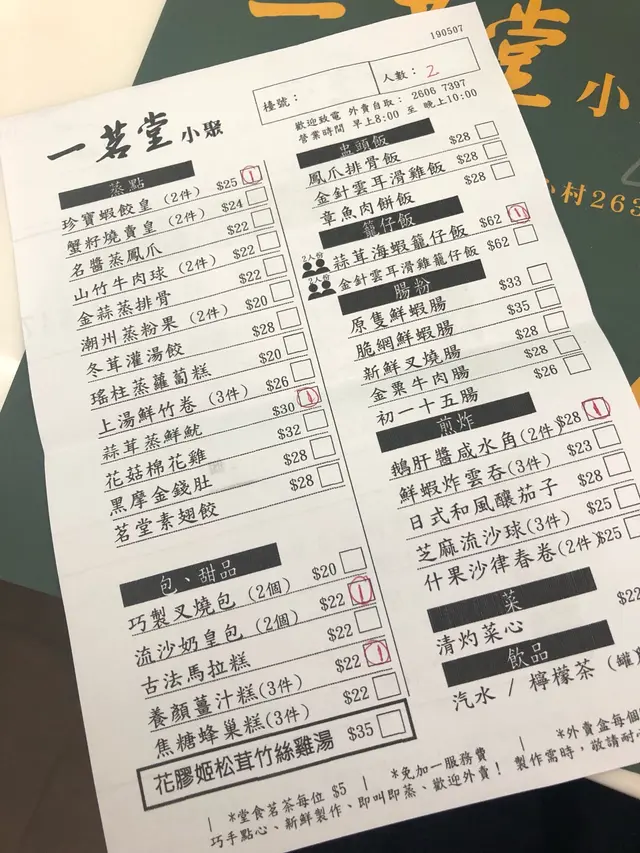 一茗堂 小
村263
190507
檯號：
人數： 2
一茗堂 小聚
歡迎致電 外賣自取： 2606 7397
營業時間 早上8:00 至 晚上10:00
蒸點
珍寶蝦餃皇 (2件) $25 1
蟹籽燒賣皇 (2件) $24
名醬蒸鳳爪 $22
山竹牛肉球 (2件) $22
金蒜蒸排骨 $22
潮州蒸粉果 (2件) $20
冬茸灌湯餃 $28
瑤柱蒸蘿蔔糕 $20
上湯鮮竹卷 (3件) $26
蒜茸蒸鮮魷 $30 1
花菇棉花雞 $32
黑摩金錢肚 $28
茗堂素翅餃 $28
包、甜品
巧製叉燒包 (2個) $20
流沙奶皇包 (2個) $22 1
古法馬拉糕 $22
養顏薑汁糕(3件) $22 1
焦糖蜂巢糕(3件) $22
花膠姬松茸竹絲雞湯 $35
盅頭飯
鳳爪排骨飯 $28
金針雲耳滑雞飯 $28
章魚肉餅飯 $28
籠仔飯
2人份 蒜茸海蝦籠仔飯 $62 1
2人份 金針雲耳滑雞籠仔飯 $62
腸粉
原隻鮮蝦腸 $33
脆網鮮蝦腸 $35
新鮮叉燒腸 $28
金粟牛肉腸 $28
初一十五腸 $26
煎炸
鵝肝醬咸水角(2件) $28 1
鮮蝦炸雲吞(3件) $23
日式和風釀茄子 $28
芝麻流沙球(3件) $25
什果沙律春卷(2件) $25
菜
清灼菜心 $22
飲品
汽水 / 檸檬茶 (罐
*堂食茗茶每位 $5 | *免加一服務費 | *外賣盒每個
巧手點心、新鮮製作、即叫即蒸、歡迎外賣！ 製作需時，敬請耐心